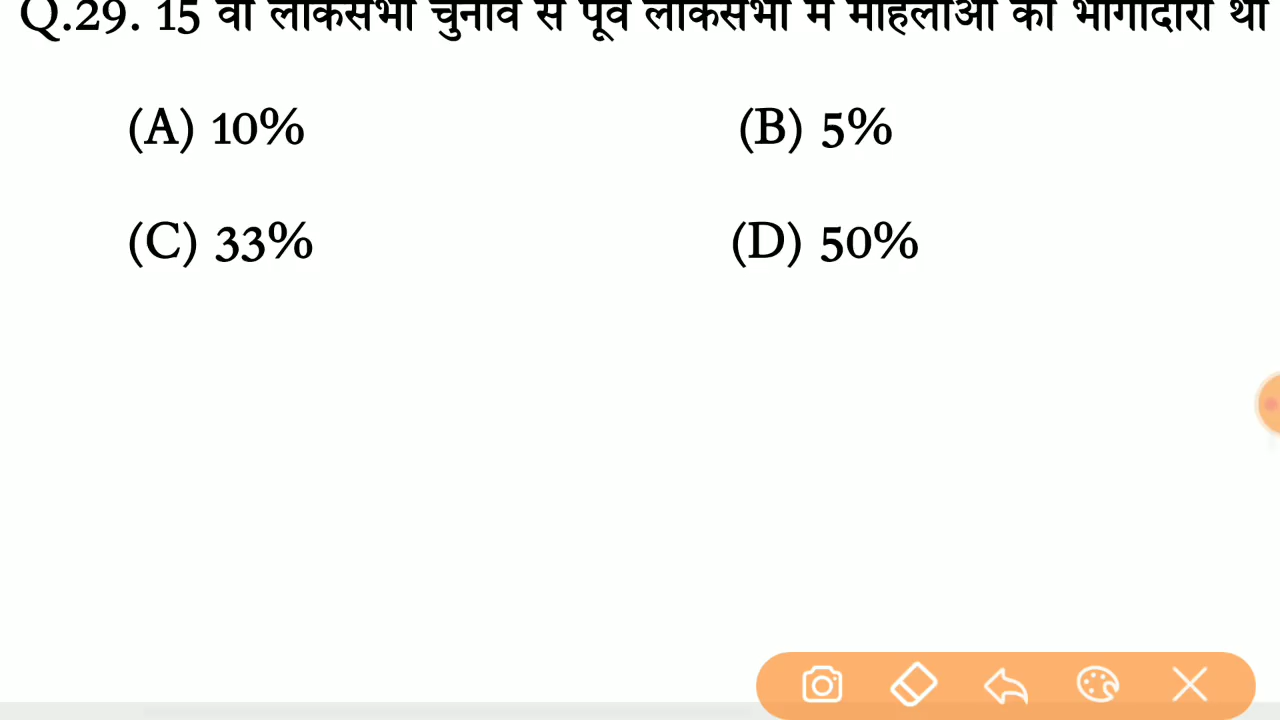 Q.29. 15 वीं लोकसभा चुनाव से पूर्व लोकसभा में महिलाओं की भागीदारी थी
(A) 10% (B) 5%
(C) 33% (D) 50%